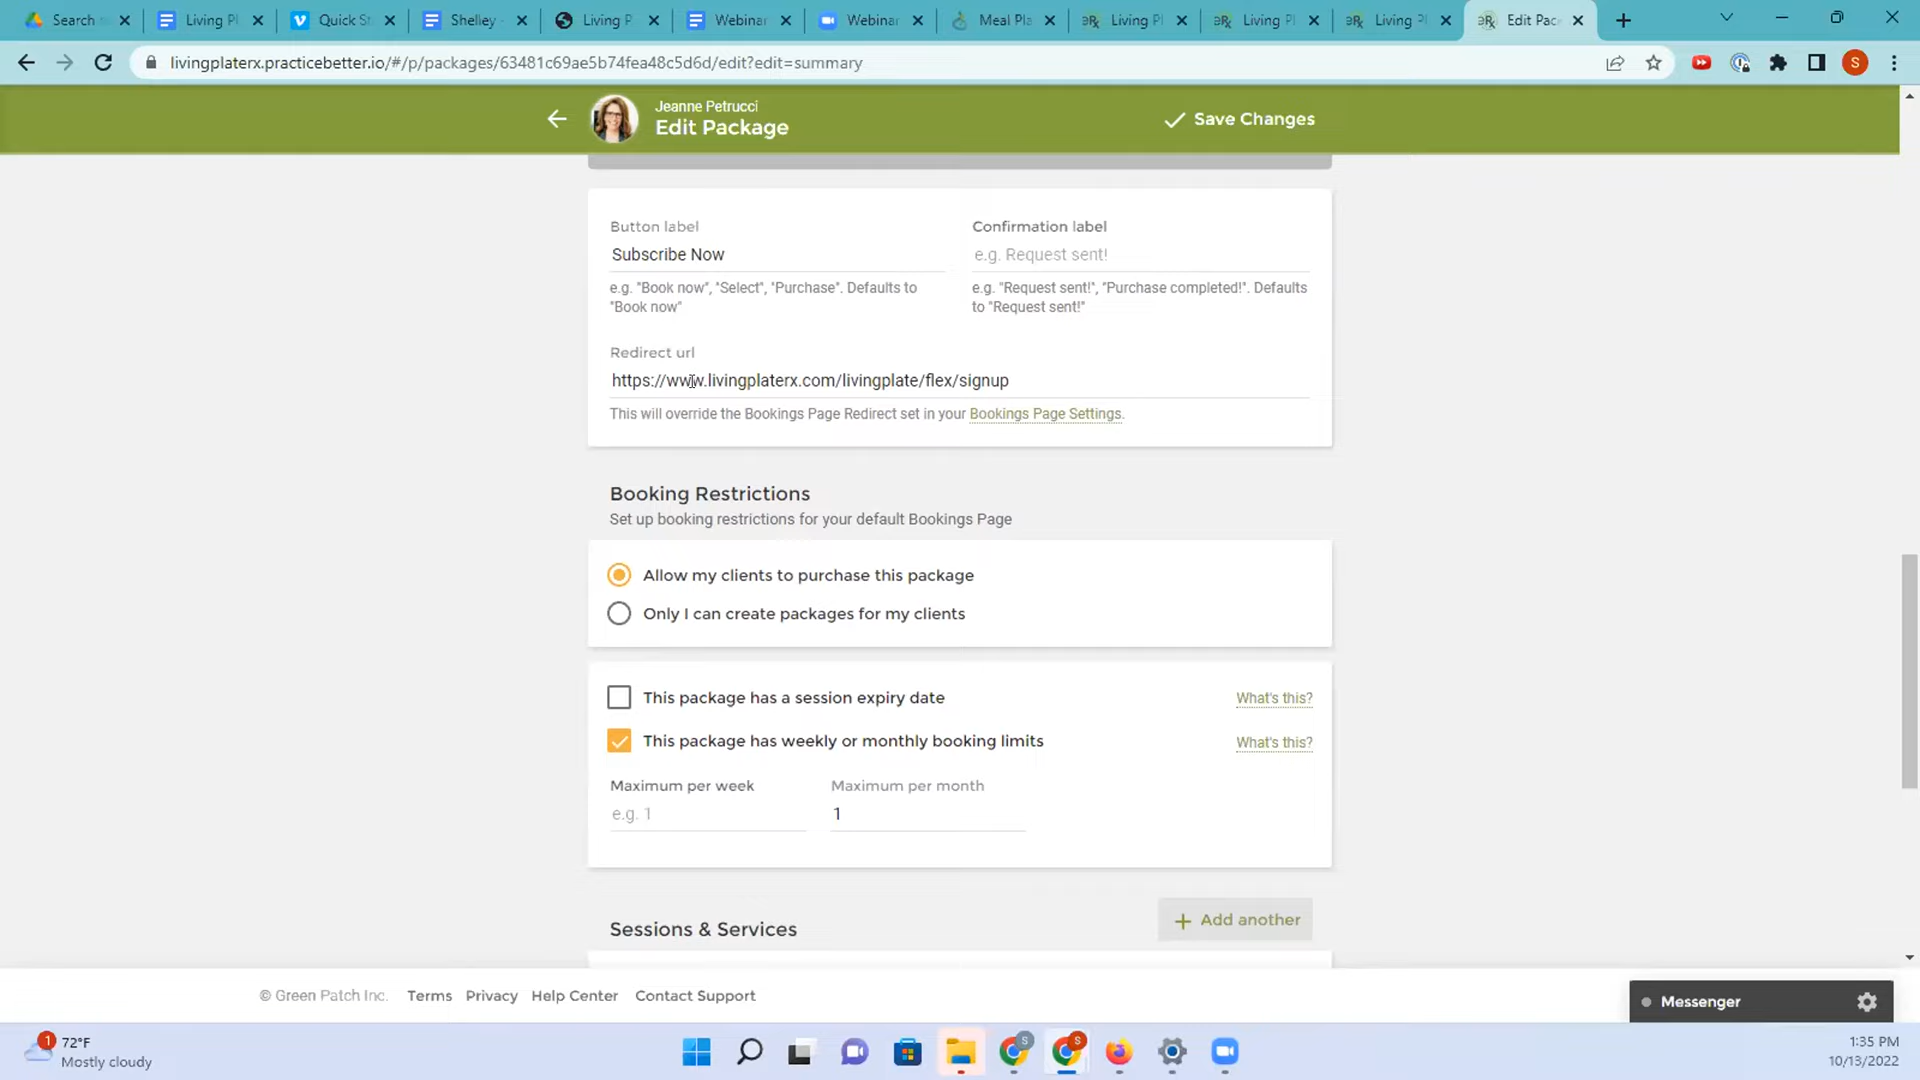 Search
Living Pl
Quick St
Shelley -
Living P
Webinar
Webinar
Meal Pla
Living Pl
Living Pl
Living Pl
Edit Pack
livingplaterx.practicebetter.io/#/p/packages/63481c69ae5b74fea48c5d6d/edit?edit=summary
S
Jeanne Petrucci
Edit Package
Save Changes
Button label
Confirmation label
Subscribe Now
e.g. Request sent!
e.g. "Book now", "Select", "Purchase". Defaults to
"Book now"
e.g. "Request sent!", "Purchase completed!". Defaults
to "Request sent!"
Redirect url
https://www.livingplaterx.com/livingplate/flex/signup
This will override the Bookings Page Redirect set in your Bookings Page Settings.
Booking Restrictions
Set up booking restrictions for your default Bookings Page
Allow my clients to purchase this package
Only I can create packages for my clients
This package has a session expiry date
What's this?
This package has weekly or monthly booking limits
What's this?
Maximum per week
Maximum per month
e.g. 1
1
Sessions & Services
+ Add another
© Green Patch Inc. Terms Privacy Help Center Contact Support
Messenger
1
72°F
Mostly cloudy
S
S
1:35 PM
10/13/2022